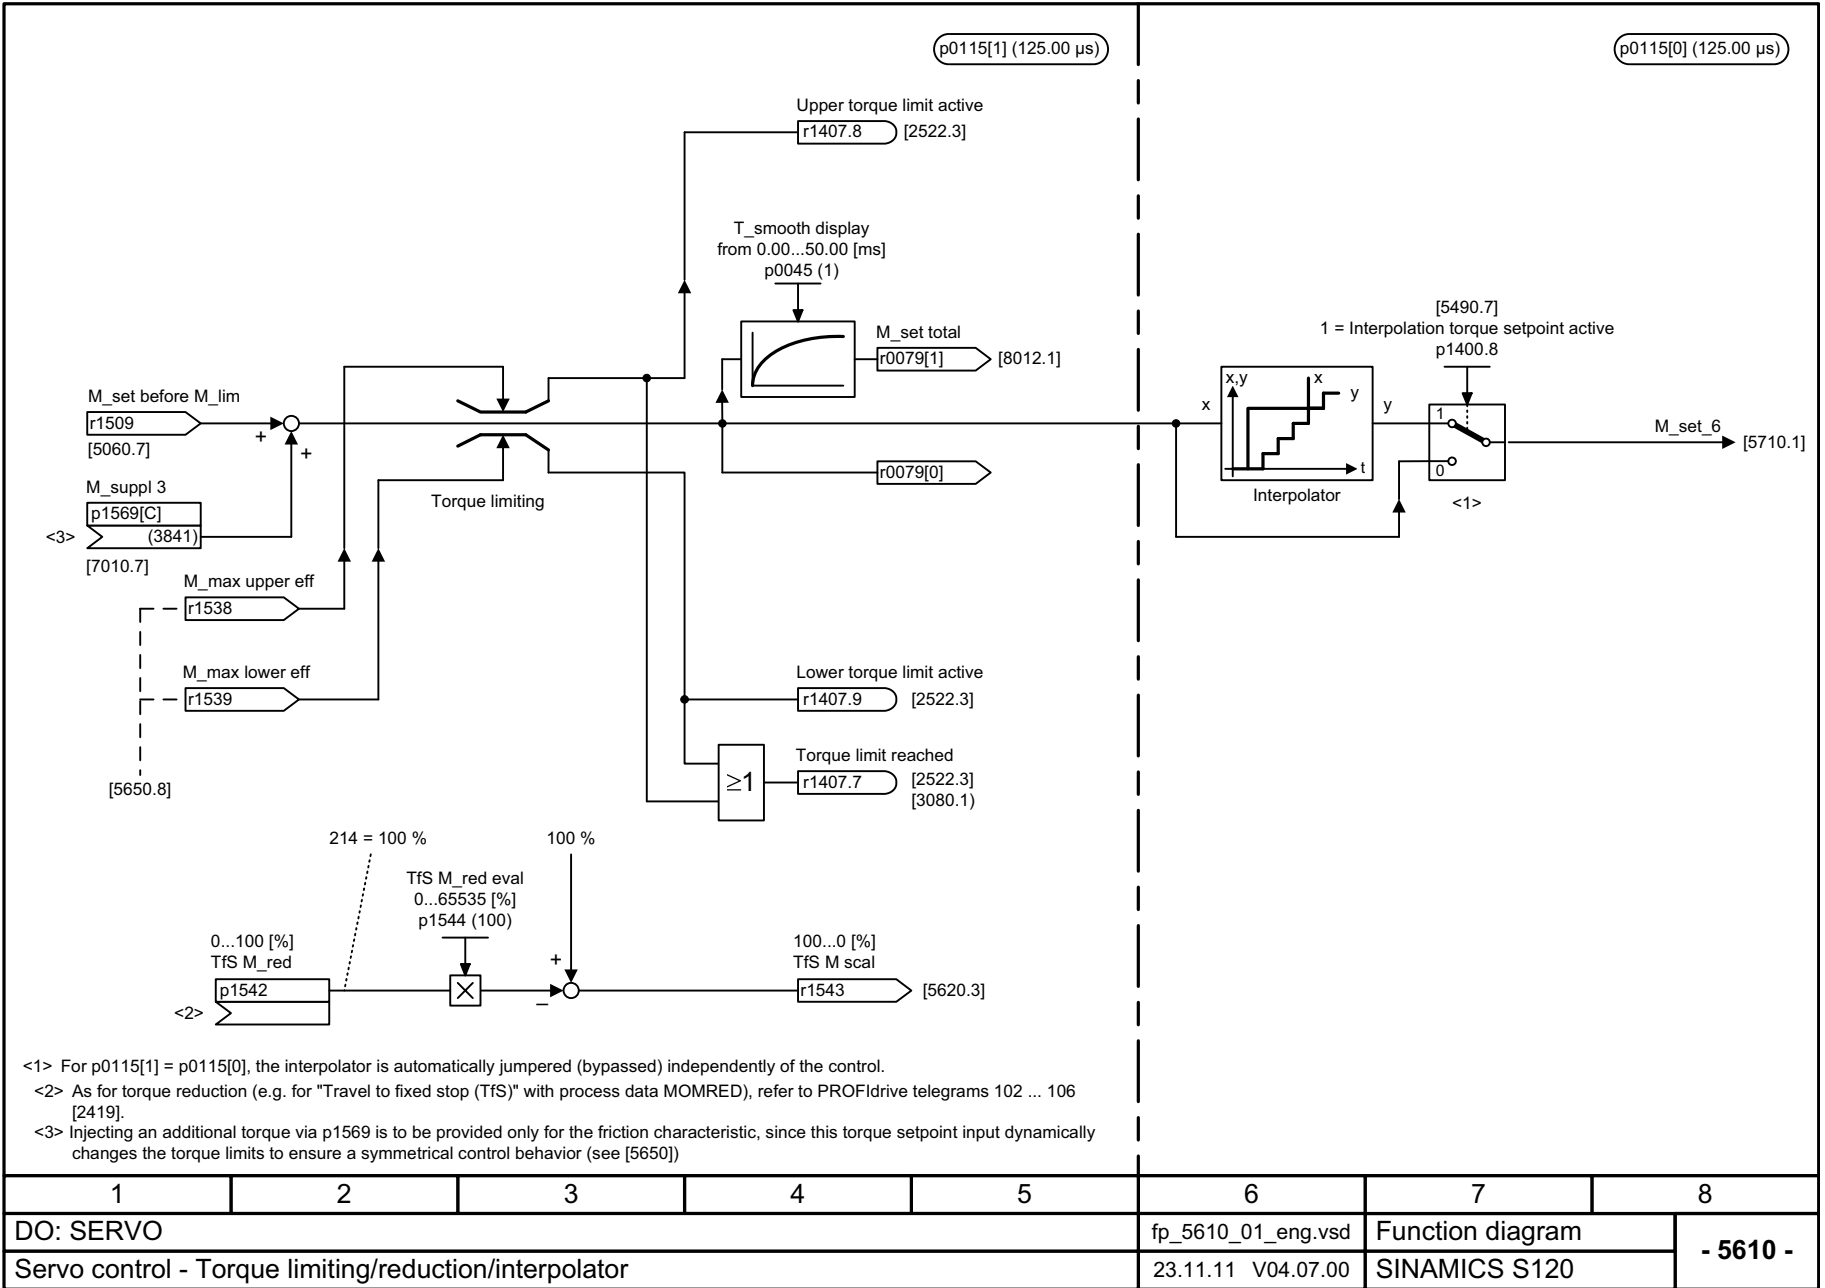 p0115[1] (125.00 µs)
p0115[0] (125.00 µs)
Upper torque limit active
r1407.8
[2522.3]
T_smooth display
from 0.00...50.00 [ms]
p0045 (1)
M_set total
r0079[1]
[8012.1]
[5490.7]
1 = Interpolation torque setpoint active
p1400.8
M_set before M_lim
r1509
[5060.7]
+
+
M_suppl 3
p1569[C]
(3841)
<3>
[7010.7]
Torque limiting
r0079[0]
x
x,y
x
y
t
Interpolator
y
1
0
<1>
M_set_6
[5710.1]
M_max upper eff
r1538
M_max lower eff
r1539
[5650.8]
Lower torque limit active
r1407.9
[2522.3]
≥1
Torque limit reached
r1407.7
[2522.3]
[3080.1)
214 = 100 %
100 %
TfS M_red eval
0...65535 [%]
p1544 (100)
0...100 [%]
TfS M_red
p1542
<2>
+
–
100...0 [%]
TfS M scal
r1543
[5620.3]
<1> For p0115[1] = p0115[0], the interpolator is automatically jumpered (bypassed) independently of the control.
<2> As for torque reduction (e.g. for "Travel to fixed stop (TfS)" with process data MOMRED), refer to PROFIdrive telegrams 102 ... 106
[2419].
<3> Injecting an additional torque via p1569 is to be provided only for the friction characteristic, since this torque setpoint input dynamically
changes the torque limits to ensure a symmetrical control behavior (see [5650])
1 2 3 4 5 6 7 8
DO: SERVO
fp_5610_01_eng.vsd
Function diagram
- 5610 -
Servo control - Torque limiting/reduction/interpolator
23.11.11 V04.07.00
SINAMICS S120